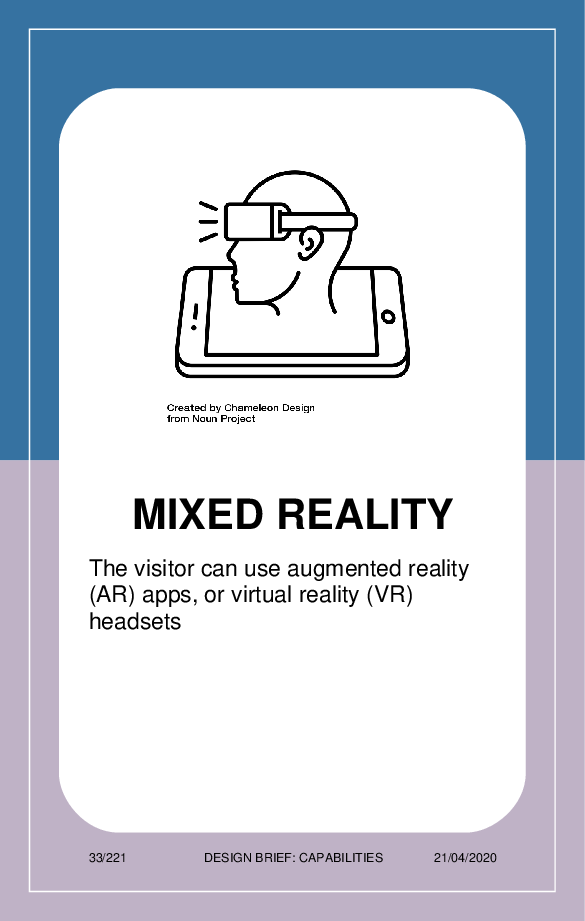 Created by Chameleon Design
from Noun Project
MIXED REALITY
The visitor can use augmented reality
(AR) apps, or virtual reality (VR)
headsets
33/221 DESIGN BRIEF: CAPABILITIES 21/04/2020